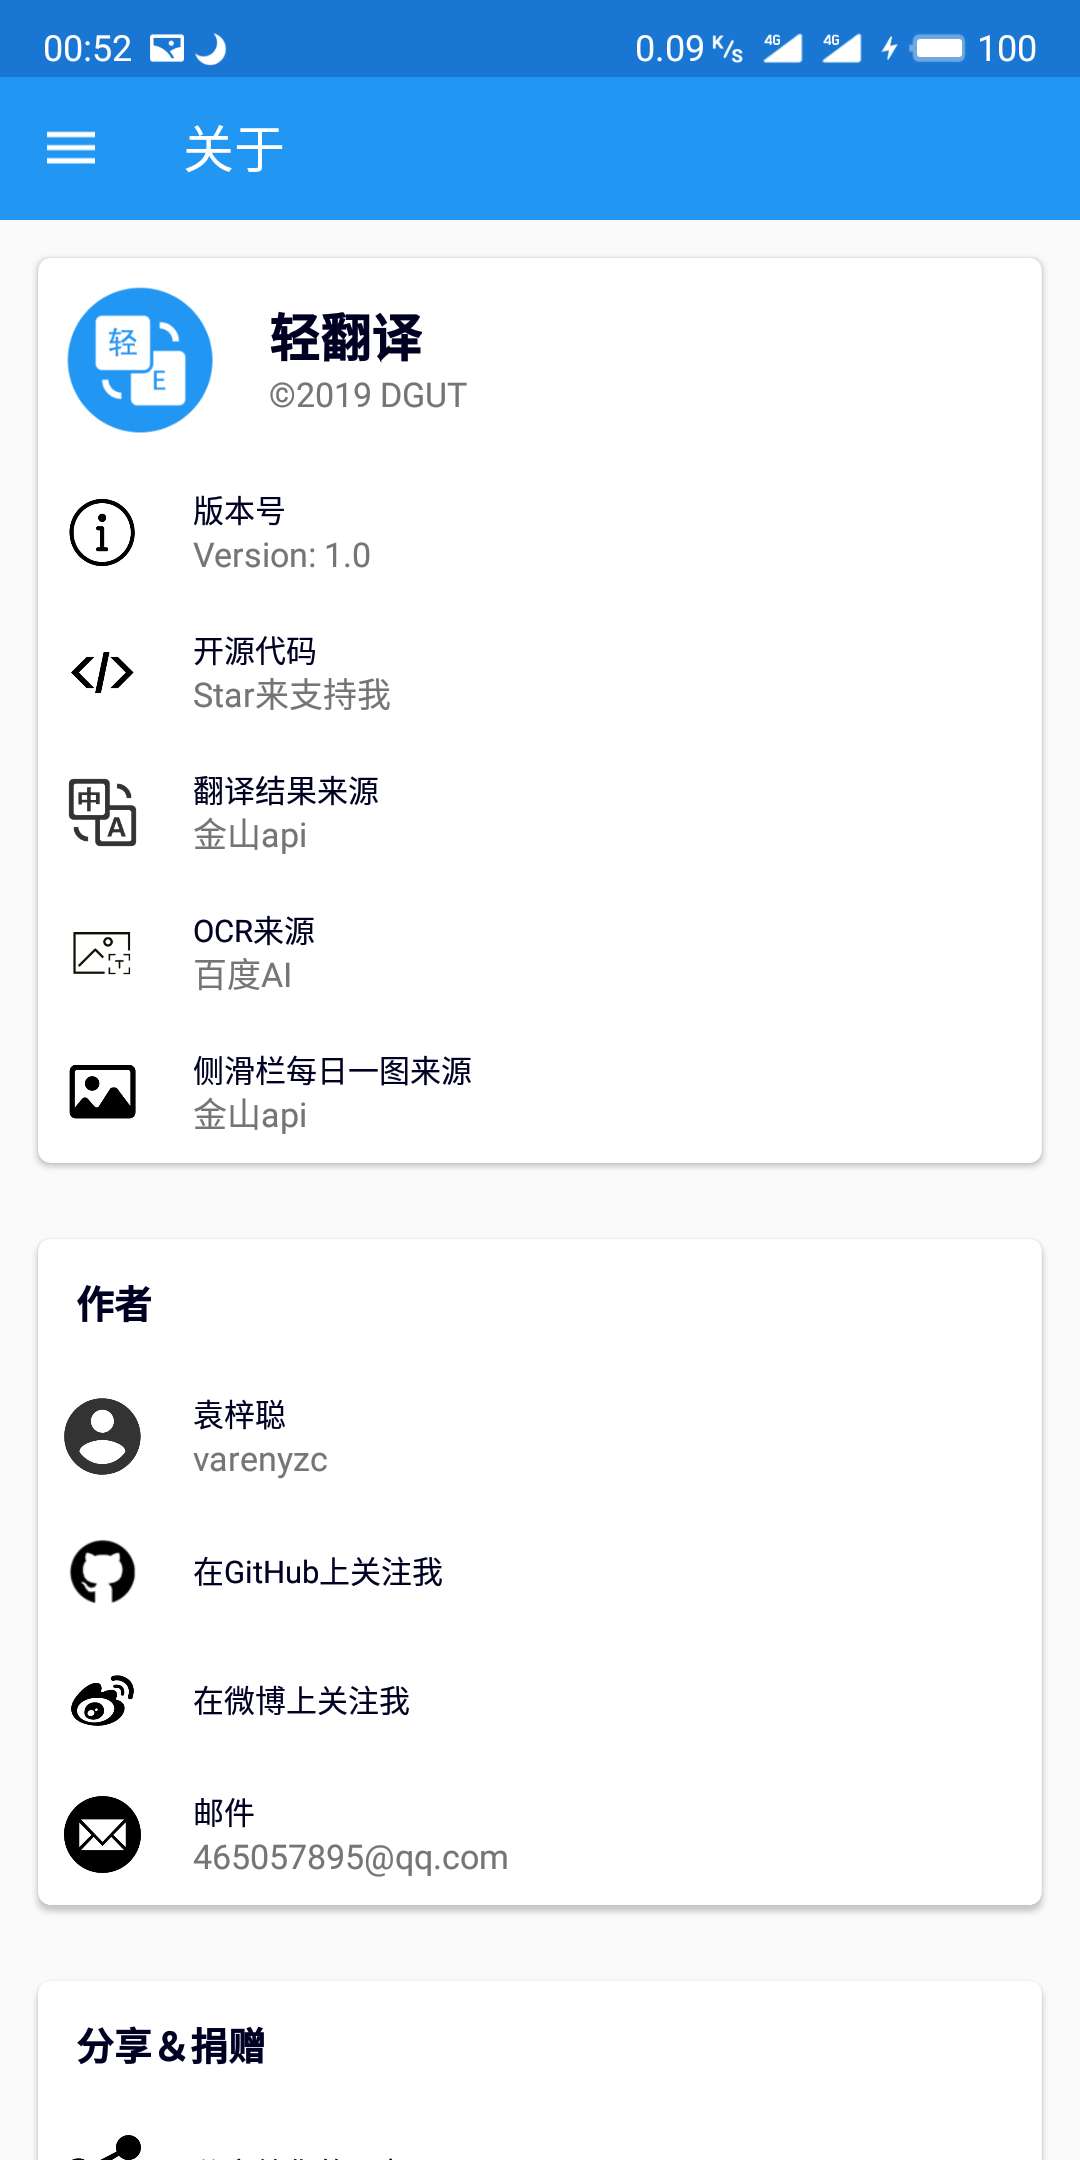 00:52
0.09 K/s 4G 4G 100
关于
轻 E
轻翻译
©2019 DGUT
版本号
Version: 1.0
开源代码
Star来支持我
中 A
翻译结果来源
金山api
OCR来源
T
百度AI
侧滑栏每日一图来源
金山api
作者
袁梓聪
varenyzc
在GitHub上关注我
在微博上关注我
邮件
465057895@qq.com
分享&捐赠